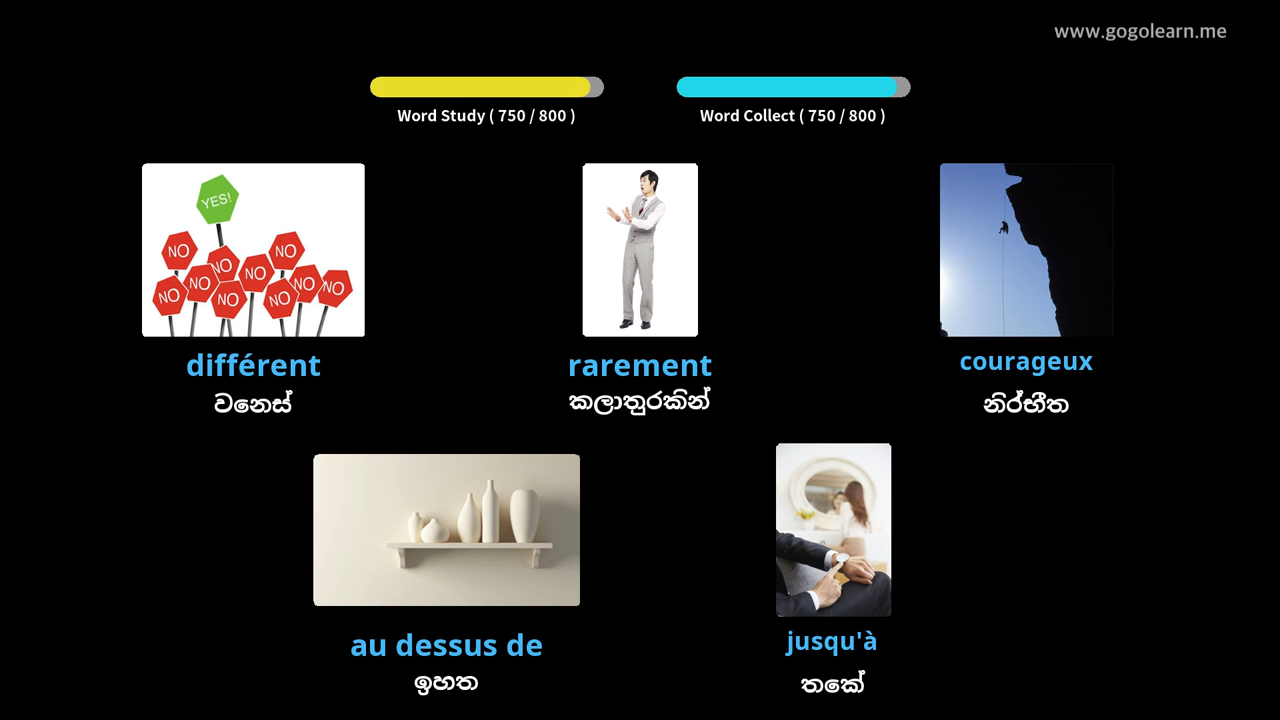 www.gogolearn.me
Word Study ( 750 / 800 )
Word Collect ( 750 / 800 )
YES!
NO
NO
NO
NO
NO
NO
NO
NO
NO
NO
différent
වනෙස්
rarement
කලාතුරකින්
courageux
නිර්භීත
au dessus de
ඉහත
jusqu'à
තකේ